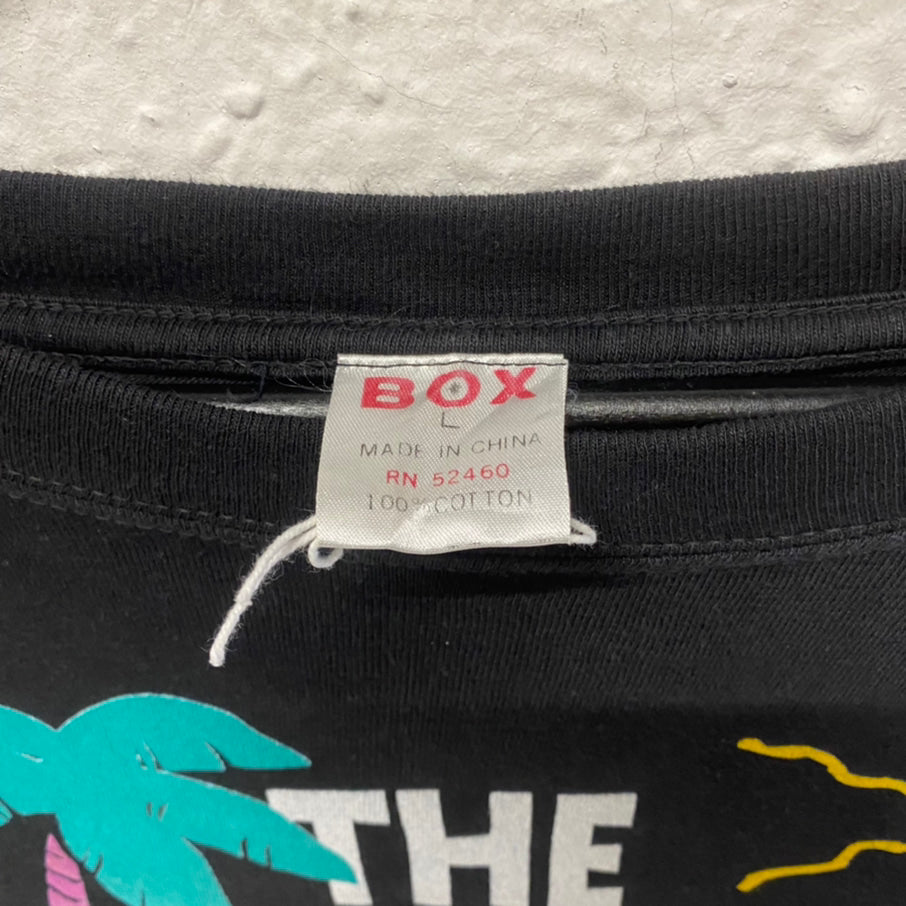 BOX
L
MADE IN CHINA
RN 52460
100% COTTON
THE